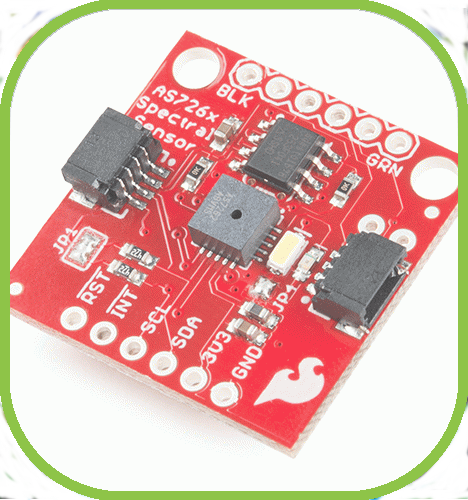 BLK
AS726x
Spectral
Sensor
GRN
JP1
RST
INT
SCL
SDA
3V3
GND
JP4